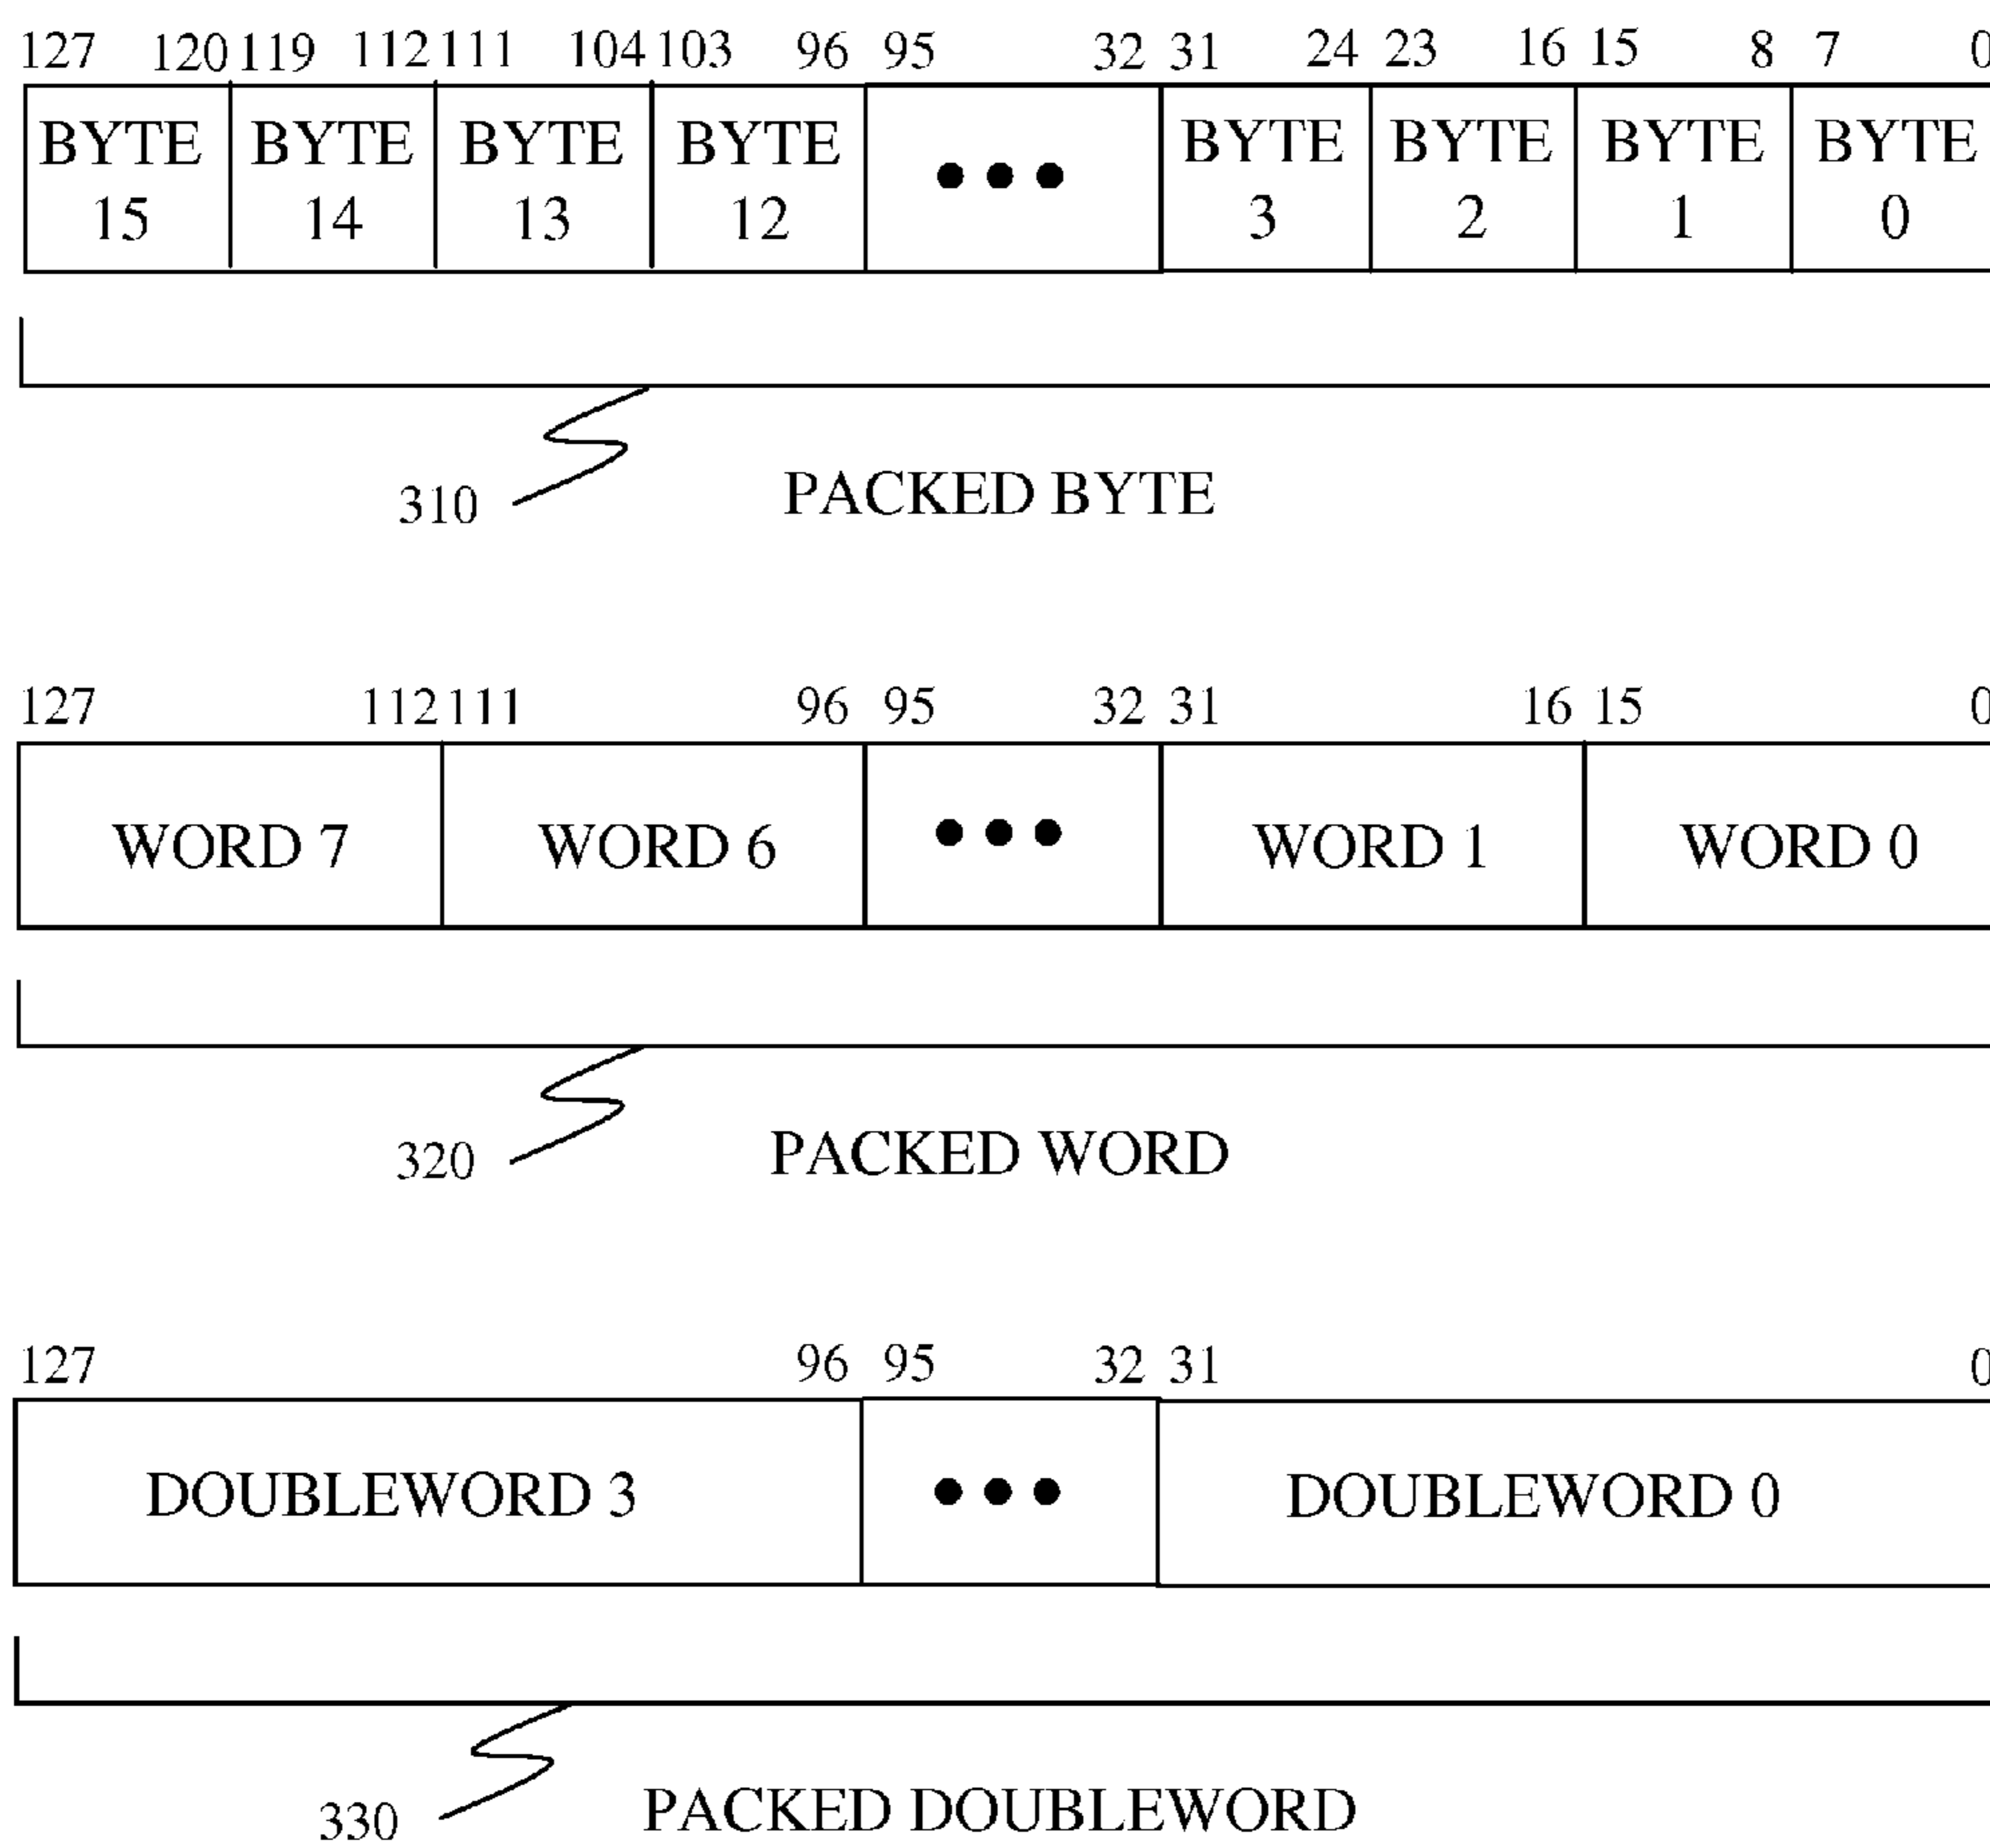 127 120 119 112 111 104 103 96 95 32 31 24 23 16 15 8 7 0
BYTE BYTE BYTE BYTE BYTE BYTE BYTE BYTE
15 14 13 12 3 2 1 0
310 PACKED BYTE
127 112 111 96 95 32 31 16 15 0
WORD 7 WORD 6 WORD 1 WORD 0
320 PACKED WORD
127 96 95 32 31 0
DOUBLEWORD 3 DOUBLEWORD 0
330 PACKED DOUBLEWORD